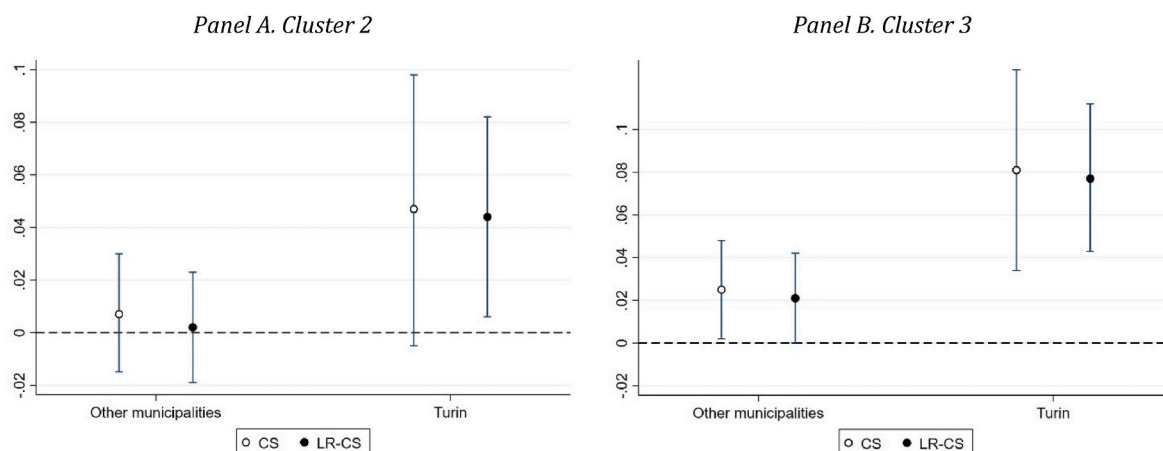 Panel A. Cluster 2
.1
.08
.06
.04
.02
0
-.02
Other municipalities Turin
CS LR-CS
Panel B. Cluster 3
.1
.08
.06
.04
.02
0
-.02
Other municipalities Turin
CS LR-CS